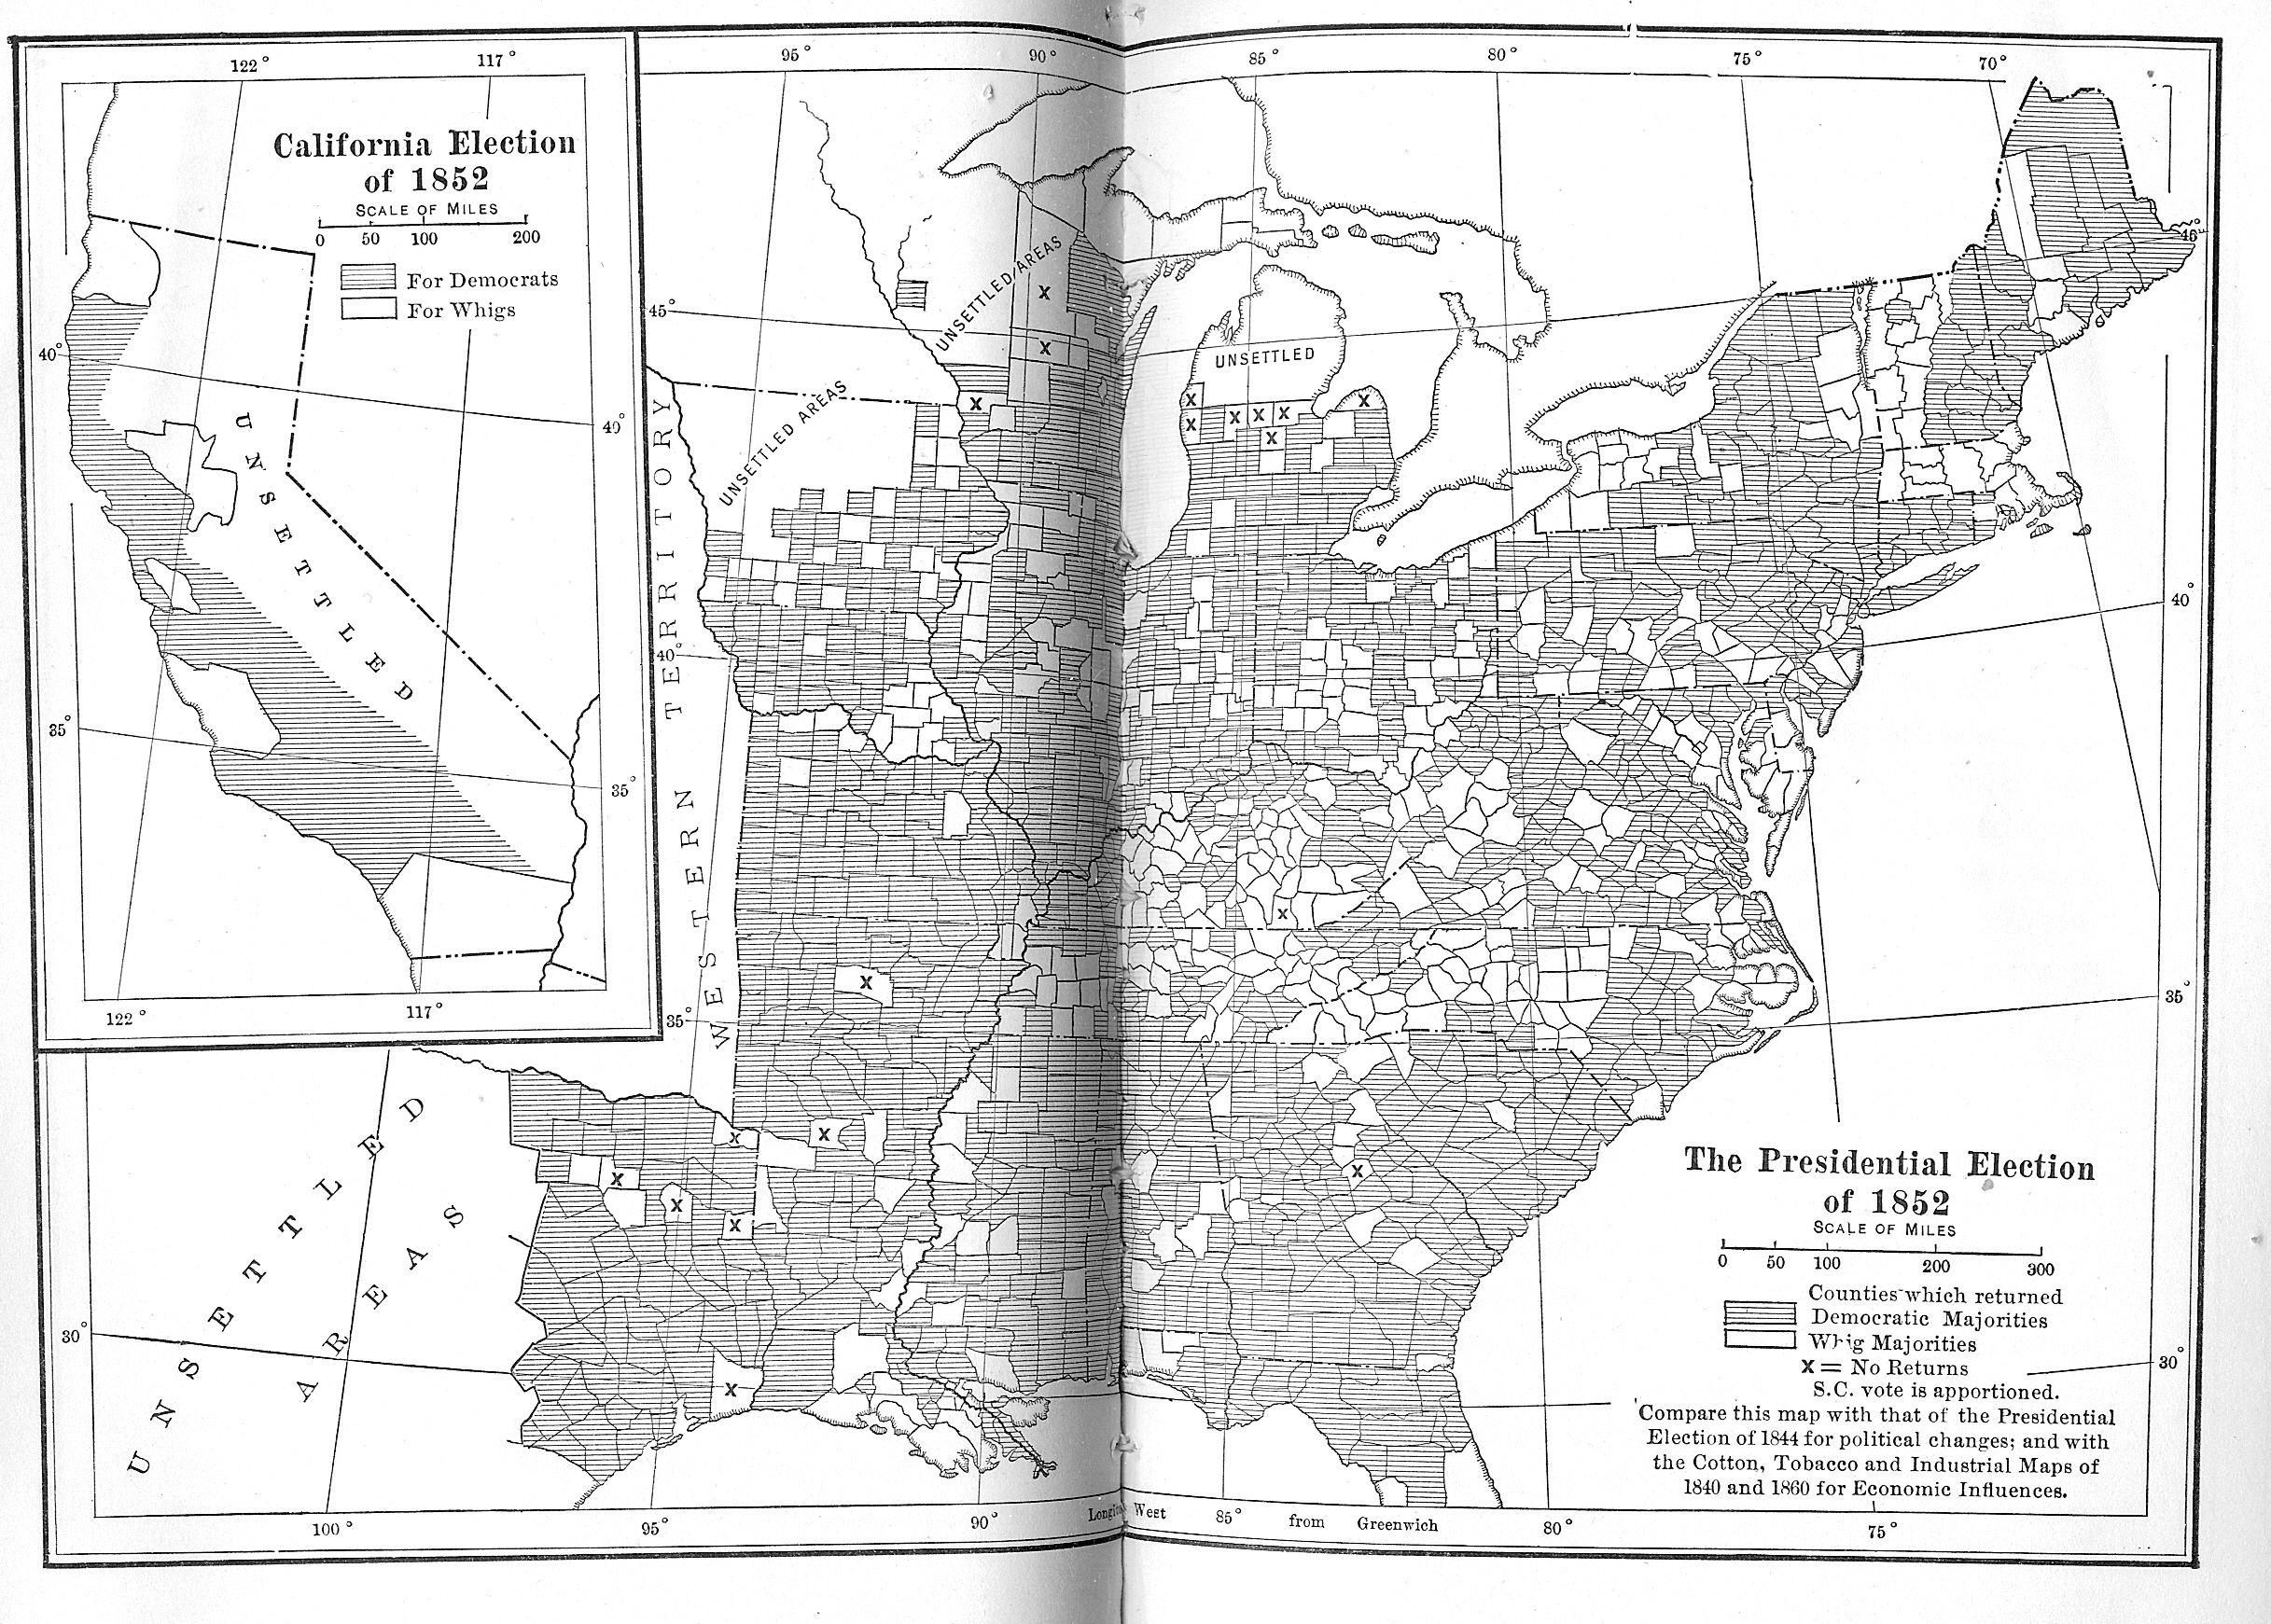 122°
117°
California Election
of 1852
SCALE OF MILES
0 50 100 200
For Democrats
For Whigs
40°
40°
UNSETTLED
35°
35°
122°
117°
95°
90°
85°
80°
75°
70°
45°
45°
UNSETTLED AREAS
UNSETTLED AREAS
UNSETTLED
X
X
X
X
X
X
X
X
X
X
WESTERN TERRITORY
40°
40°
X
X
35°
35°
X
X
X
X
X
X
X
UNSETTLED
AREAS
30°
30°
The Presidential Election
of 1852
SCALE OF MILES
0 50 100 200 300
Counties which returned
Democratic Majorities
Whig Majorities
X = No Returns
S.C. vote is apportioned.
Compare this map with that of the Presidential
Election of 1844 for political changes; and with
the Cotton, Tobacco and Industrial Maps of
1840 and 1860 for Economic Influences.
100°
95°
90°
West
85°
from Greenwich
80°
75°